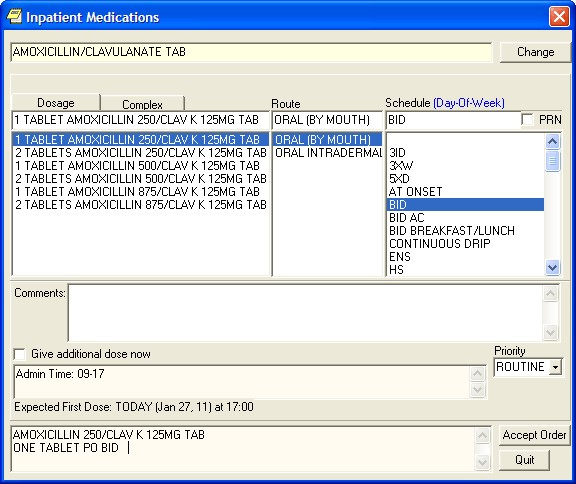 Inpatient Medications
AMOXICILLIN/CLAVULANATE TAB
Change
Dosage
Complex
Route
Schedule (Day-Of-Week)
1 TABLET AMOXICILLIN 250/CLAV K 125MG TAB
ORAL (BY MOUTH)
BID
PRN
1 TABLET AMOXICILLIN 250/CLAV K 125MG TAB
2 TABLETS AMOXICILLIN 250/CLAV K 125MG TAB
1 TABLET AMOXICILLIN 500/CLAV K 125MG TAB
2 TABLETS AMOXICILLIN 500/CLAV K 125MG TAB
1 TABLET AMOXICILLIN 875/CLAV K 125MG TAB
2 TABLETS AMOXICILLIN 875/CLAV K 125MG TAB
ORAL (BY MOUTH)
ORAL INTRADERMAL
3ID
3XW
5XD
AT ONSET
BID
BID AC
BID BREAKFAST/LUNCH
CONTINUOUS DRIP
ENS
HS
Comments:
Give additional dose now
Priority
ROUTINE
Admin Time: 09-17
Expected First Dose: TODAY (Jan 27, 11) at 17:00
AMOXICILLIN 250/CLAV K 125MG TAB
ONE TABLET PO BID
Accept Order
Quit